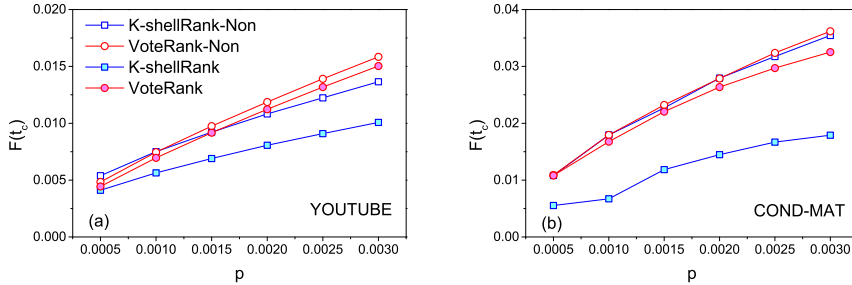 0.020
0.015
0.010
0.005
0.000
F(t_c)
K-shellRank-Non
VoteRank-Non
K-shellRank
VoteRank
(a)
YOUTUBE
0.0005 0.0010 0.0015 0.0020 0.0025 0.0030
p
0.04
0.03
0.02
0.01
0.00
F(t_c)
(b)
COND-MAT
0.0005 0.0010 0.0015 0.0020 0.0025 0.0030
p